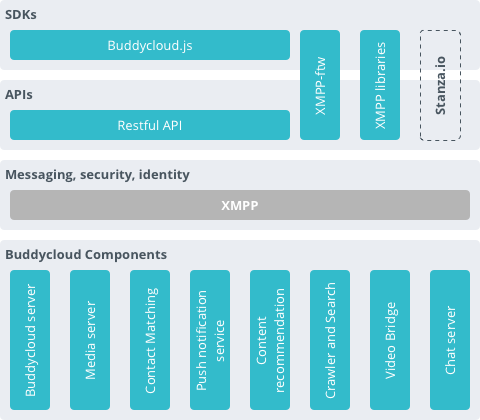 SDKs
Buddycloud.js
XMPP-ftw
XMPP libraries
Stanza.io
APIs
Restful API
Messaging, security, identity
XMPP
Buddycloud Components
Buddycloud server
Media server
Contact Matching
Push notification
service
Content
recommendation
Crawler and Search
Video Bridge
Chat server